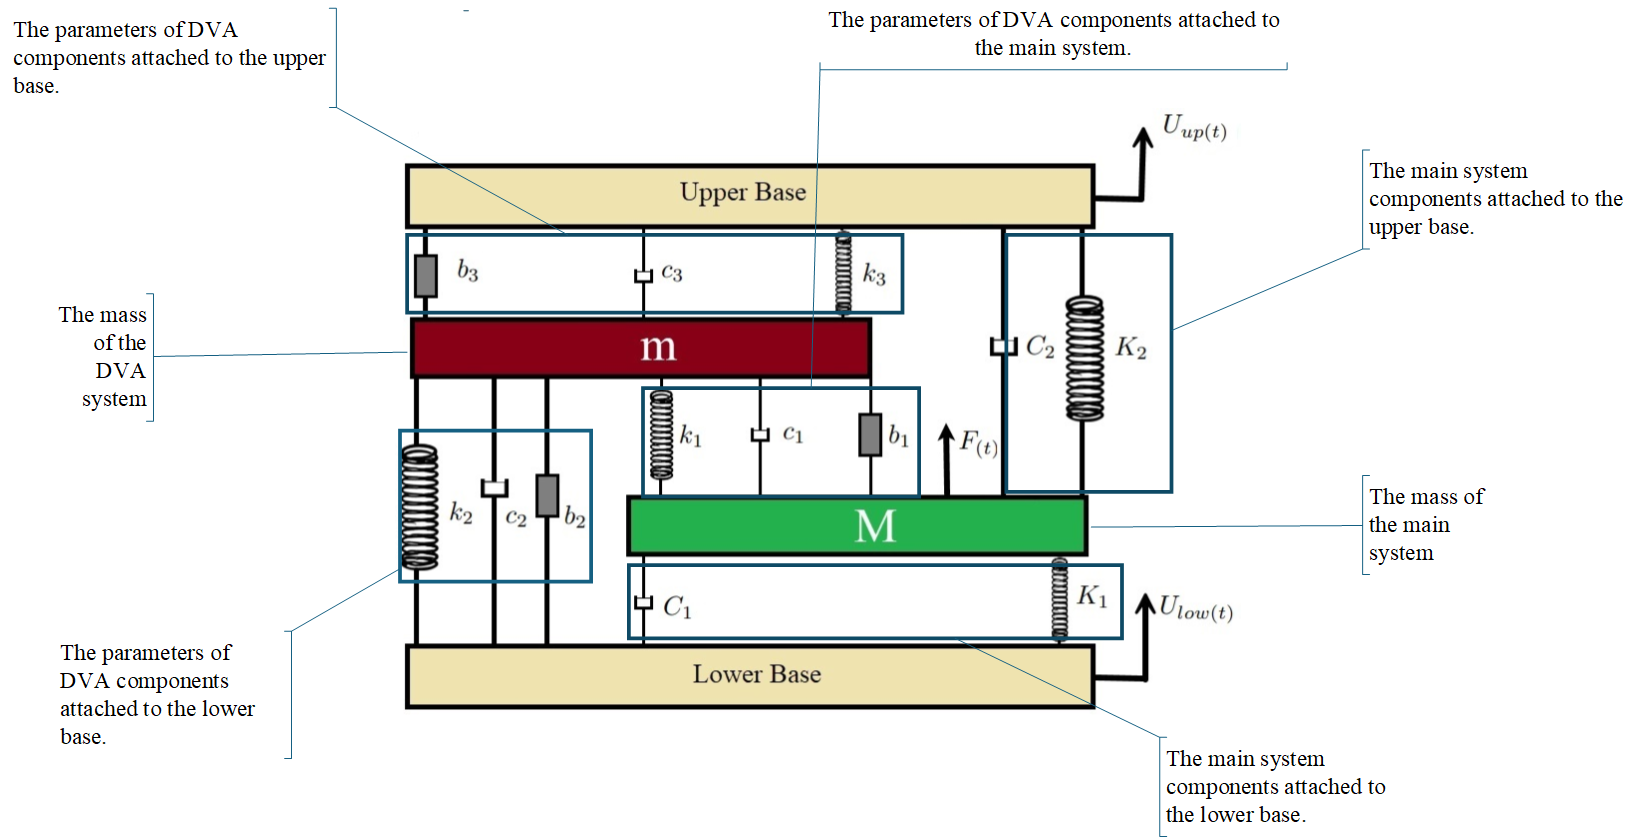 The parameters of DVA
components attached to the upper
base.
The parameters of DVA components attached to
the main system.
U_{up(t)}
The main system
components attached to the
upper base.
Upper Base
b_3
c_3
k_3
The mass
of the
DVA
system
m
C_2
K_2
k_1
c_1
b_1
F_{(t)}
k_2
c_2
b_2
M
The mass of
the main
system
C_1
K_1
U_{low(t)}
The parameters of
DVA components
attached to the lower
base.
Lower Base
The main system
components attached to
the lower base.